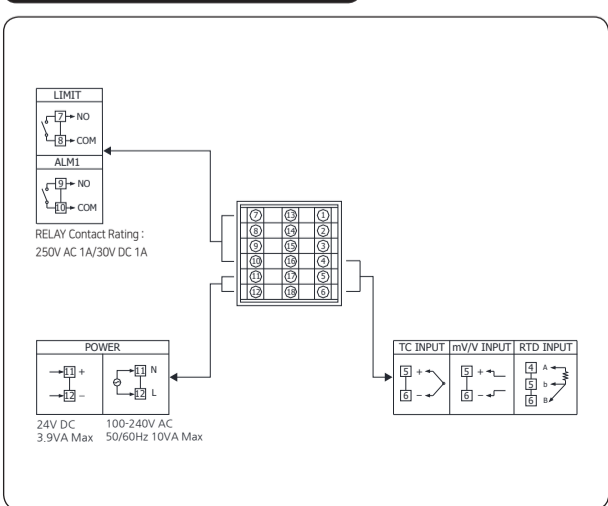 LIMIT
7 NO
8 COM
ALM1
9 NO
10 COM
RELAY Contact Rating :
250V AC 1A/30V DC 1A
7 13 1
8 14 2
9 15 3
10 16 4
11 17 5
12 18 6
POWER
11 + 11 N
12 − 12 L
24V DC 100-240V AC
3.9VA Max 50/60Hz 10VA Max
TC INPUT mV/V INPUT RTD INPUT
5 + 5 + 4 A
6 − 6 − 5 b
6 B